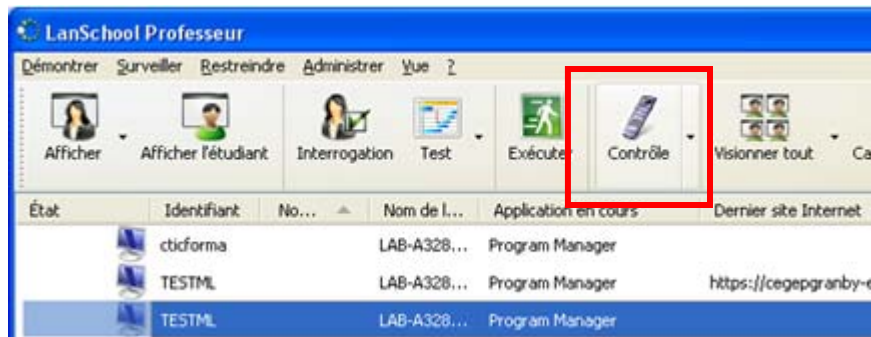 LanSchool Professeur
Démontrer Surveiller Restreindre Administrer Vue ?
Afficher Afficher l'étudiant Interrogation Test Exécuter Contrôle Visionner tout Ca
État Identifiant No... Nom de l... Application en cours Dernier site Internet
cticforma LAB-A328... Program Manager
TESTML LAB-A328... Program Manager https://cegepgranby-e
TESTML LAB-A328... Program Manager